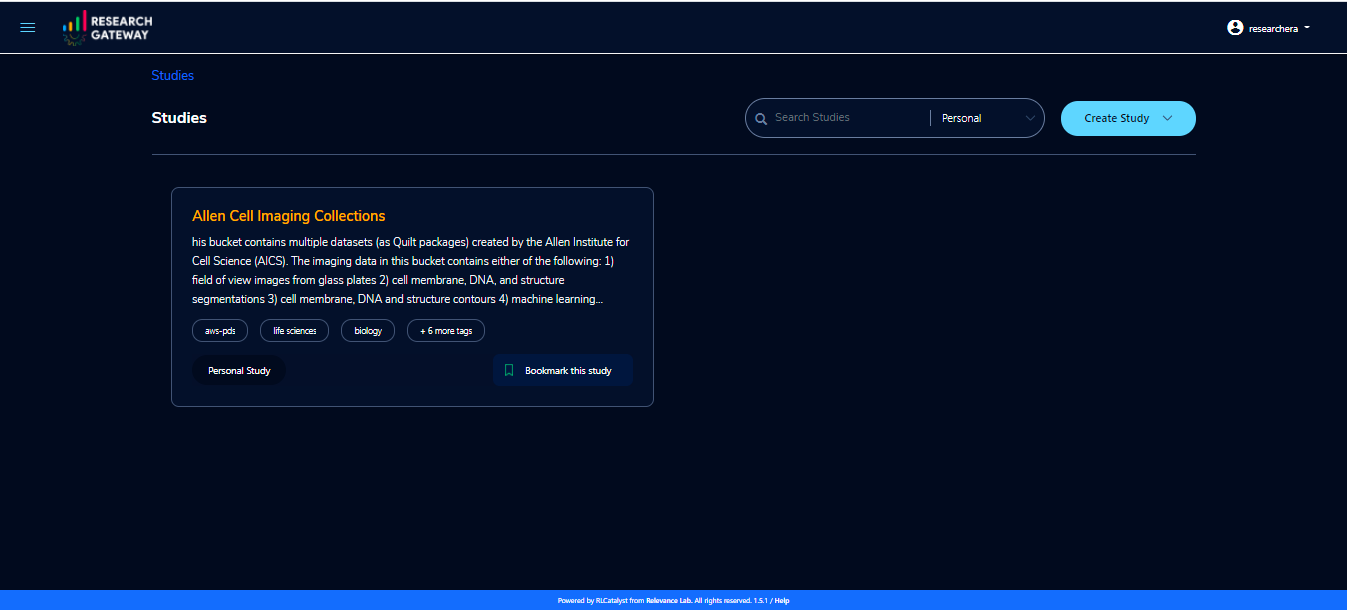 RESEARCH
GATEWAY
researchera
Studies
Studies
Search Studies
Personal
Create Study
Allen Cell Imaging Collections
his bucket contains multiple datasets (as Quilt packages) created by the Allen Institute for
Cell Science (AICS). The imaging data in this bucket contains either of the following: 1)
field of view images from glass plates 2) cell membrane, DNA, and structure
segmentations 3) cell membrane, DNA and structure contours 4) machine learning...
aws-pds
life sciences
biology
+ 6 more tags
Personal Study
Bookmark this study
Powered by RLCatalyst from Relevance Lab. All rights reserved. 1.5.1 / Help